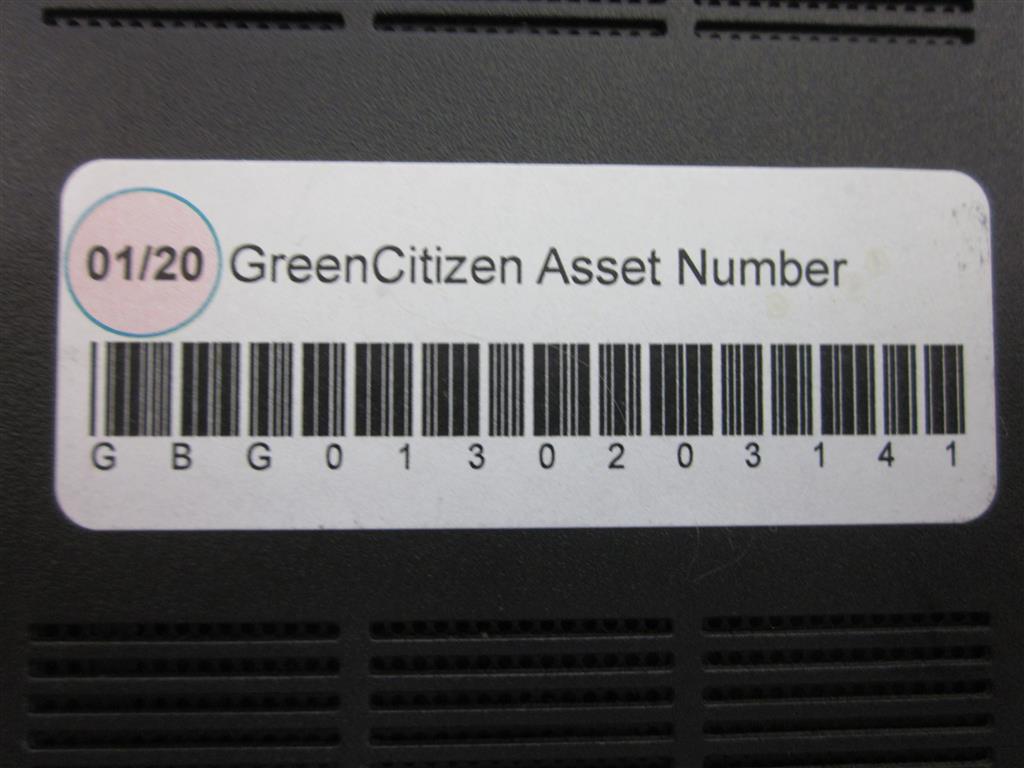 01/20 GreenCitizen Asset Number
G B G 0 1 3 0 2 0 3 1 4 1